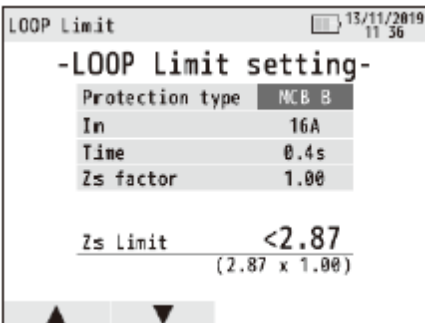 LOOP Limit 13/11/2019
11 36
-LOOP Limit setting-
Protection type MCB B
In 16A
Time 0.4s
Zs factor 1.00
Zs Limit <2.87
(2.87 x 1.00)
▲ ▼